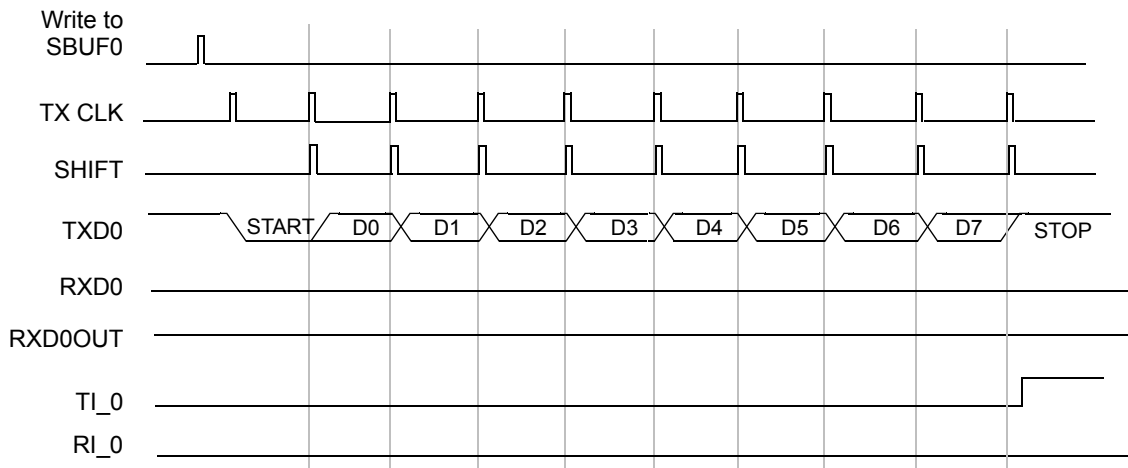 Write to
SBUF0
TX CLK
SHIFT
TXD0 START D0 D1 D2 D3 D4 D5 D6 D7 STOP
RXD0
RXD0OUT
TI_0
RI_0